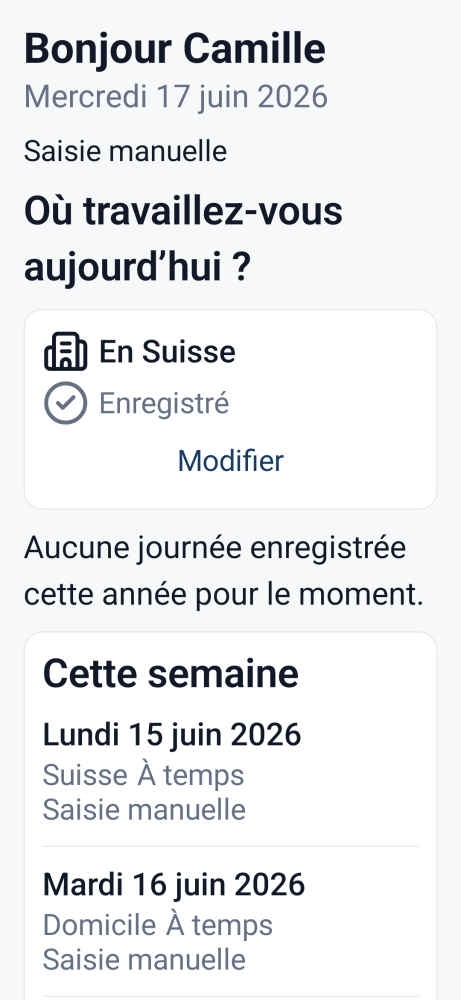 Bonjour Camille
Mercredi 17 juin 2026
Saisie manuelle
Où travaillez-vous
aujourd’hui ?
En Suisse
Enregistré
Modifier
Aucune journée enregistrée
cette année pour le moment.
Cette semaine
Lundi 15 juin 2026
Suisse À temps
Saisie manuelle
Mardi 16 juin 2026
Domicile À temps
Saisie manuelle